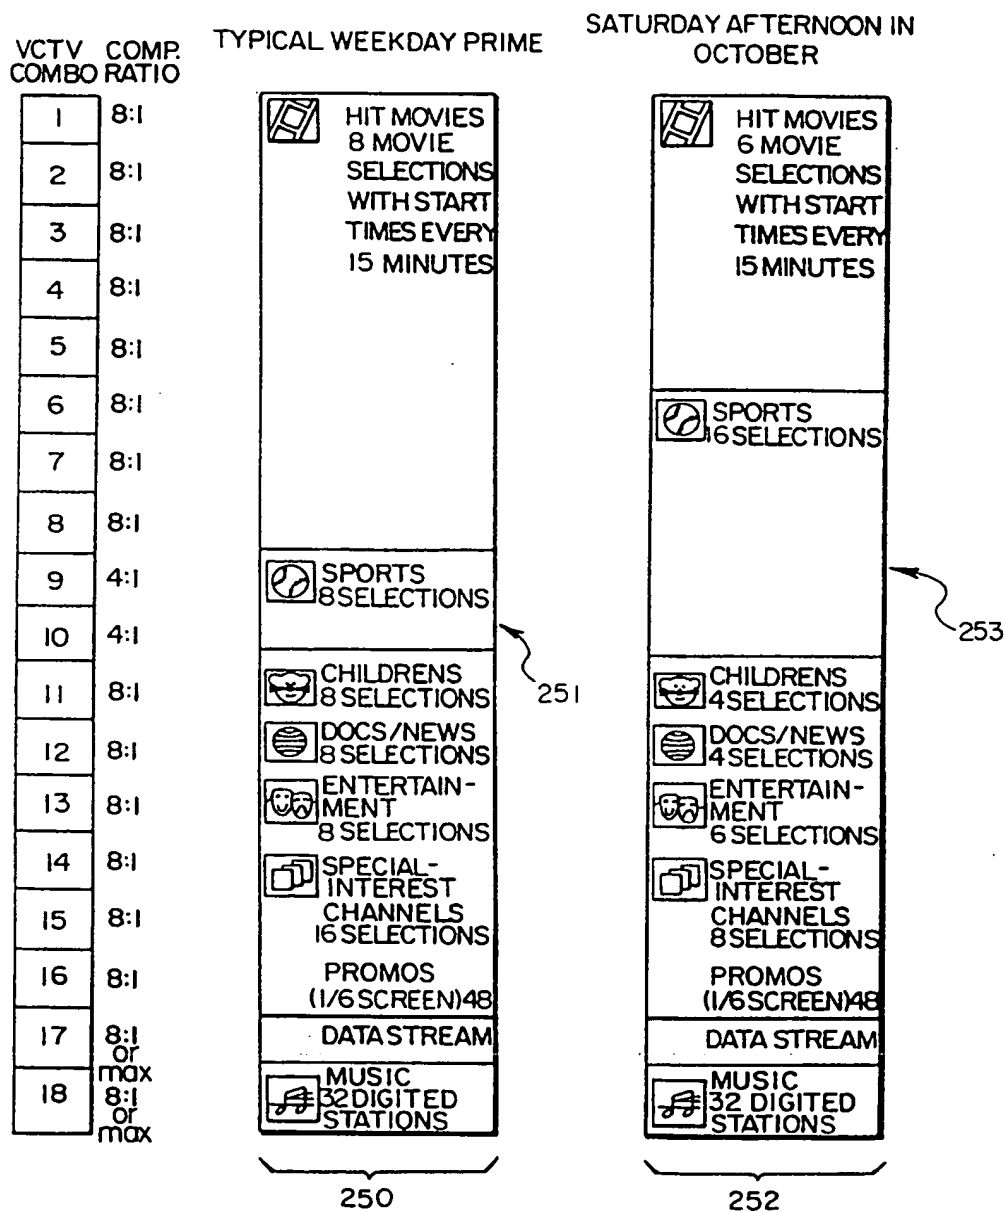 VCTV COMBO
COMP. RATIO
TYPICAL WEEKDAY PRIME
SATURDAY AFTERNOON IN
OCTOBER
1 8:1
2 8:1
3 8:1
4 8:1
5 8:1
6 8:1
7 8:1
8 8:1
9 4:1
10 4:1
11 8:1
12 8:1
13 8:1
14 8:1
15 8:1
16 8:1
17 8:1
or
max
18 8:1
or
max
HIT MOVIES
8 MOVIE
SELECTIONS
WITH START
TIMES EVERY
15 MINUTES
SPORTS
8 SELECTIONS
CHILDRENS
8 SELECTIONS
DOCS/NEWS
8 SELECTIONS
ENTERTAIN-
MENT
8 SELECTIONS
SPECIAL-
INTEREST
CHANNELS
16 SELECTIONS
PROMOS
(1/6 SCREEN) 48
DATA STREAM
MUSIC
32 DIGITED
STATIONS
251
250
HIT MOVIES
6 MOVIE
SELECTIONS
WITH START
TIMES EVERY
15 MINUTES
SPORTS
16 SELECTIONS
CHILDRENS
4 SELECTIONS
DOCS/NEWS
4 SELECTIONS
ENTERTAIN-
MENT
6 SELECTIONS
SPECIAL-
INTEREST
CHANNELS
8 SELECTIONS
PROMOS
(1/6 SCREEN) 48
DATA STREAM
MUSIC
32 DIGITED
STATIONS
253
252